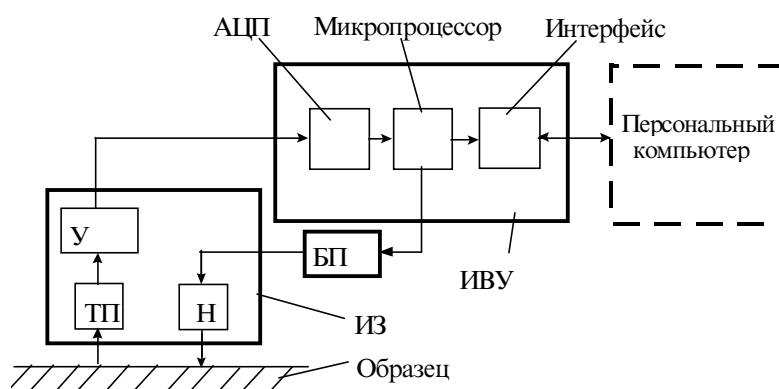 АЦП
Микропроцессор
Интерфейс
Персональный
компьютер
У
БП
ИВУ
ТП
Н
ИЗ
Образец